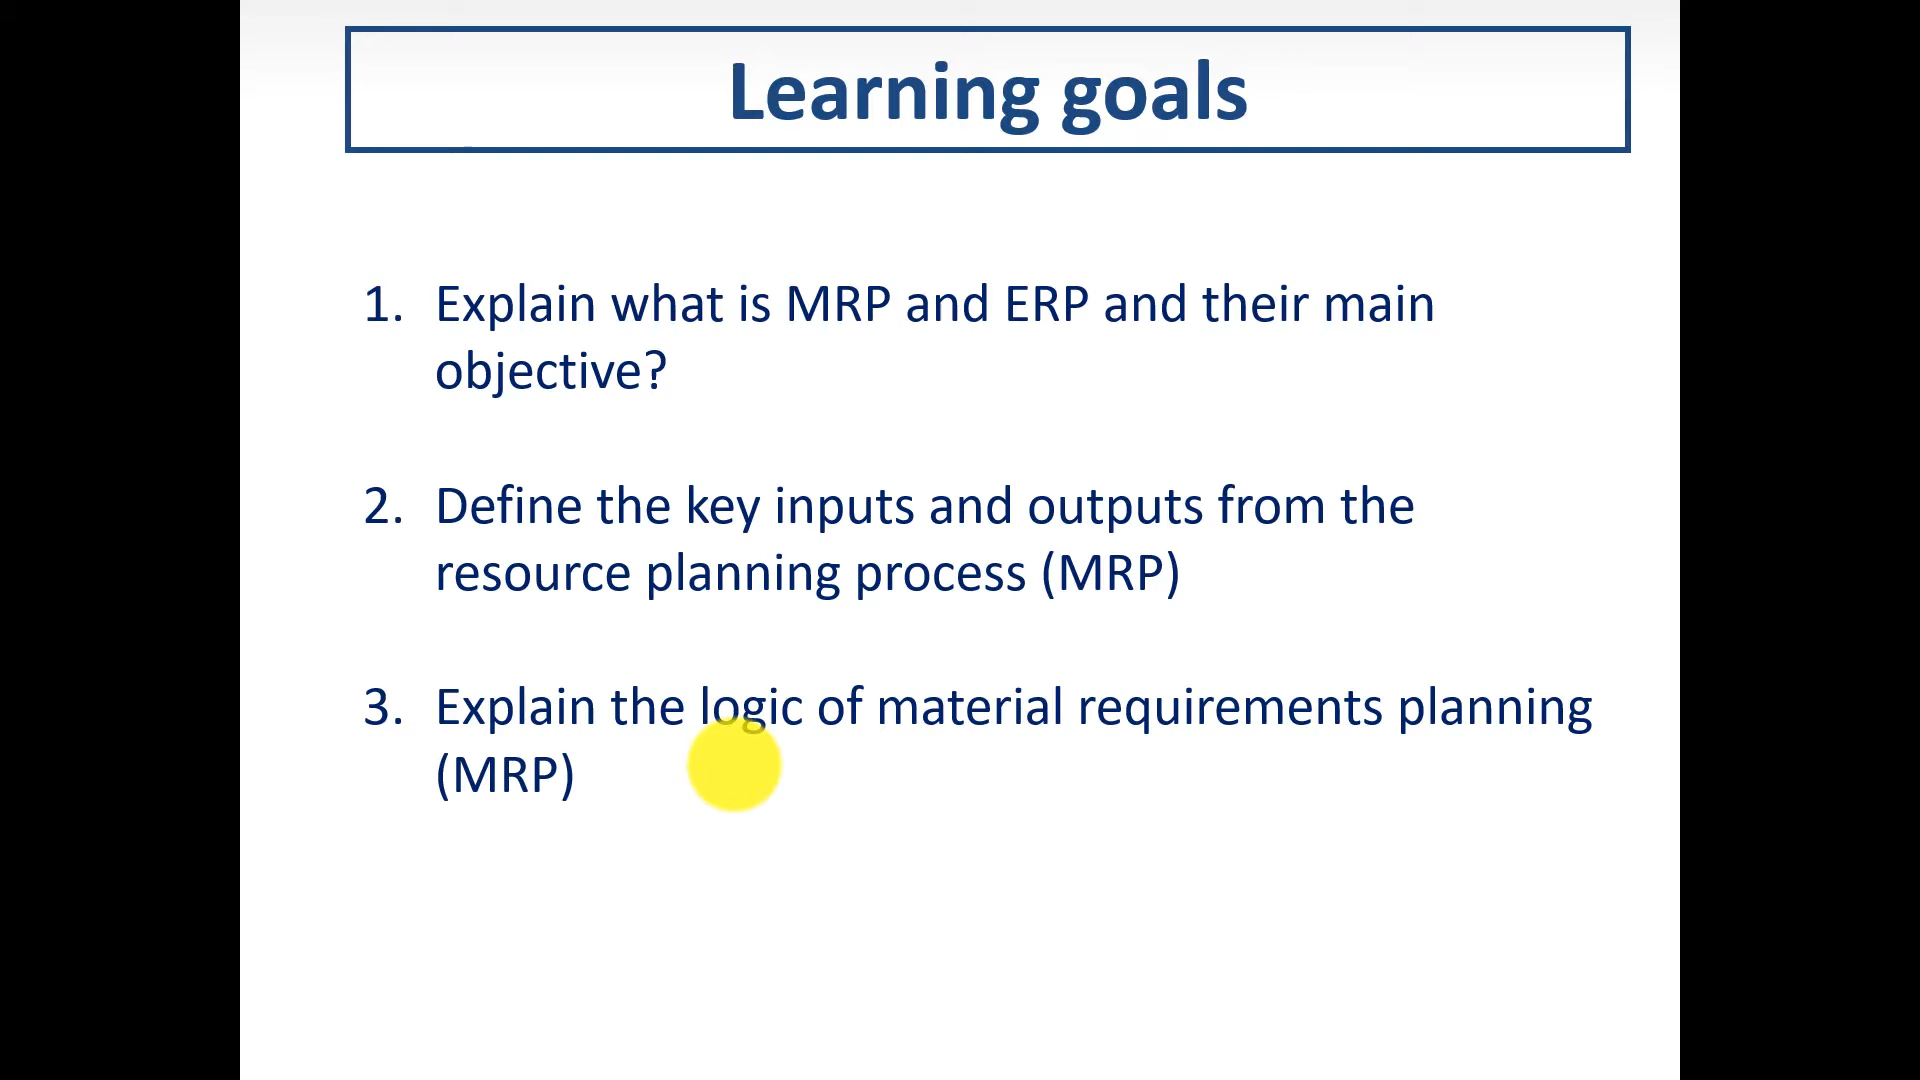 Learning goals
1. Explain what is MRP and ERP and their main
objective?
2. Define the key inputs and outputs from the
resource planning process (MRP)
3. Explain the logic of material requirements planning
(MRP)